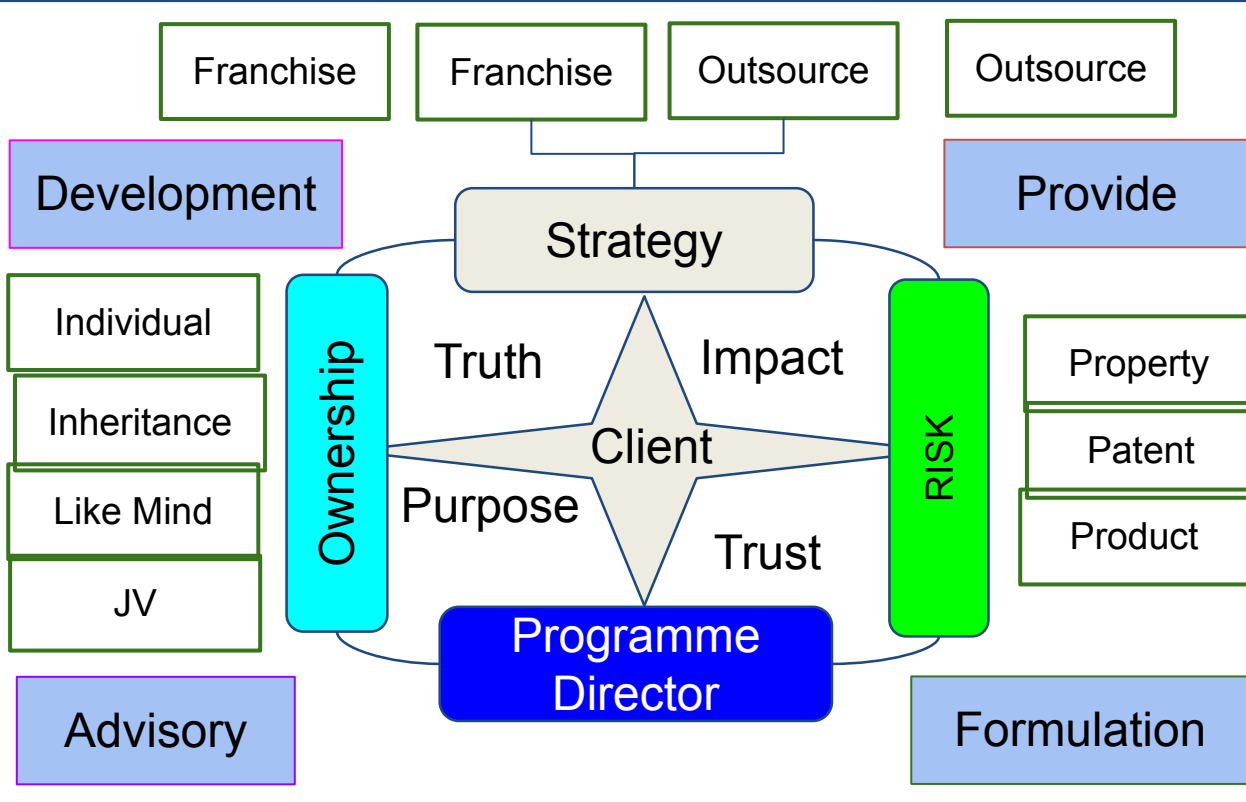 Franchise
Franchise
Outsource
Outsource
Development
Provide
Strategy
Individual
Inheritance
Like Mind
JV
Ownership
Truth
Impact
Client
Purpose
Trust
RISK
Property
Patent
Product
Programme
Director
Advisory
Formulation